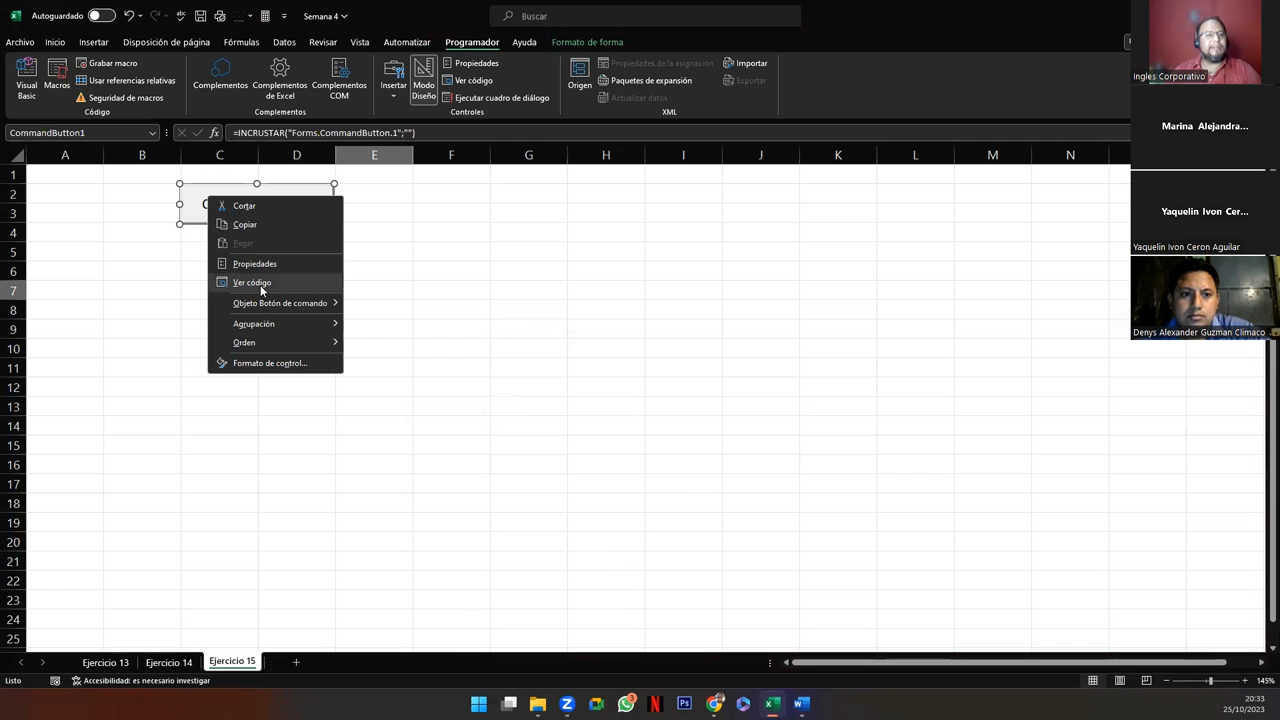 Autoguardado
Semana 4
Buscar
Archivo Inicio Insertar Disposición de página Fórmulas Datos Revisar Vista Automatizar Programador Ayuda Formato de forma
Visual Basic
Macros
Grabar macro
Usar referencias relativas
Seguridad de macros
Código
Complementos
Complementos de Excel
Complementos COM
Complementos
Insertar
Modo Diseño
Propiedades
Ver código
Ejecutar cuadro de diálogo
Controles
Origen
Propiedades de la asignación
Paquetes de expansión
Actualizar datos
Importar
Exportar
XML
CommandButton1
fx
=INCRUSTAR("Forms.CommandButton.1";"")
A B C D E F G H I J K L M N
1
2
3
4
5
6
7
8
9
10
11
12
13
14
15
16
17
18
19
20
21
22
23
24
25
Cortar
Copiar
Pegar
Propiedades
Ver código
Objeto Botón de comando
Agrupación
Orden
Formato de control...
Ingles Corporativo
Marina Alejandra...
Yaquelin Ivon Cer...
Yaquelin Ivon Ceron Aguilar
Denys Alexander Guzman Climaco
Ejercicio 13 Ejercicio 14 Ejercicio 15
Listo
Accesibilidad: es necesario investigar
145%
3
20:33
25/10/2023